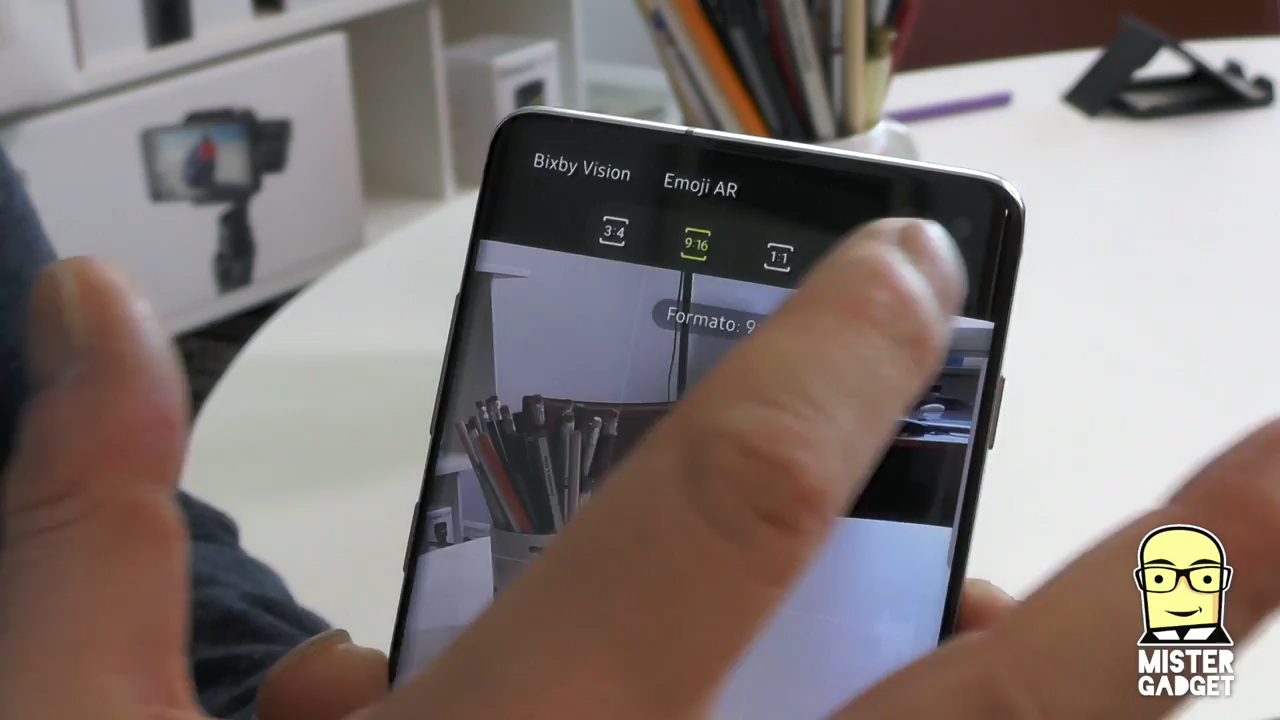 Bixby Vision
Emoji AR
3:4
9:16
1:1
Formato: 9
MISTER
GADGET